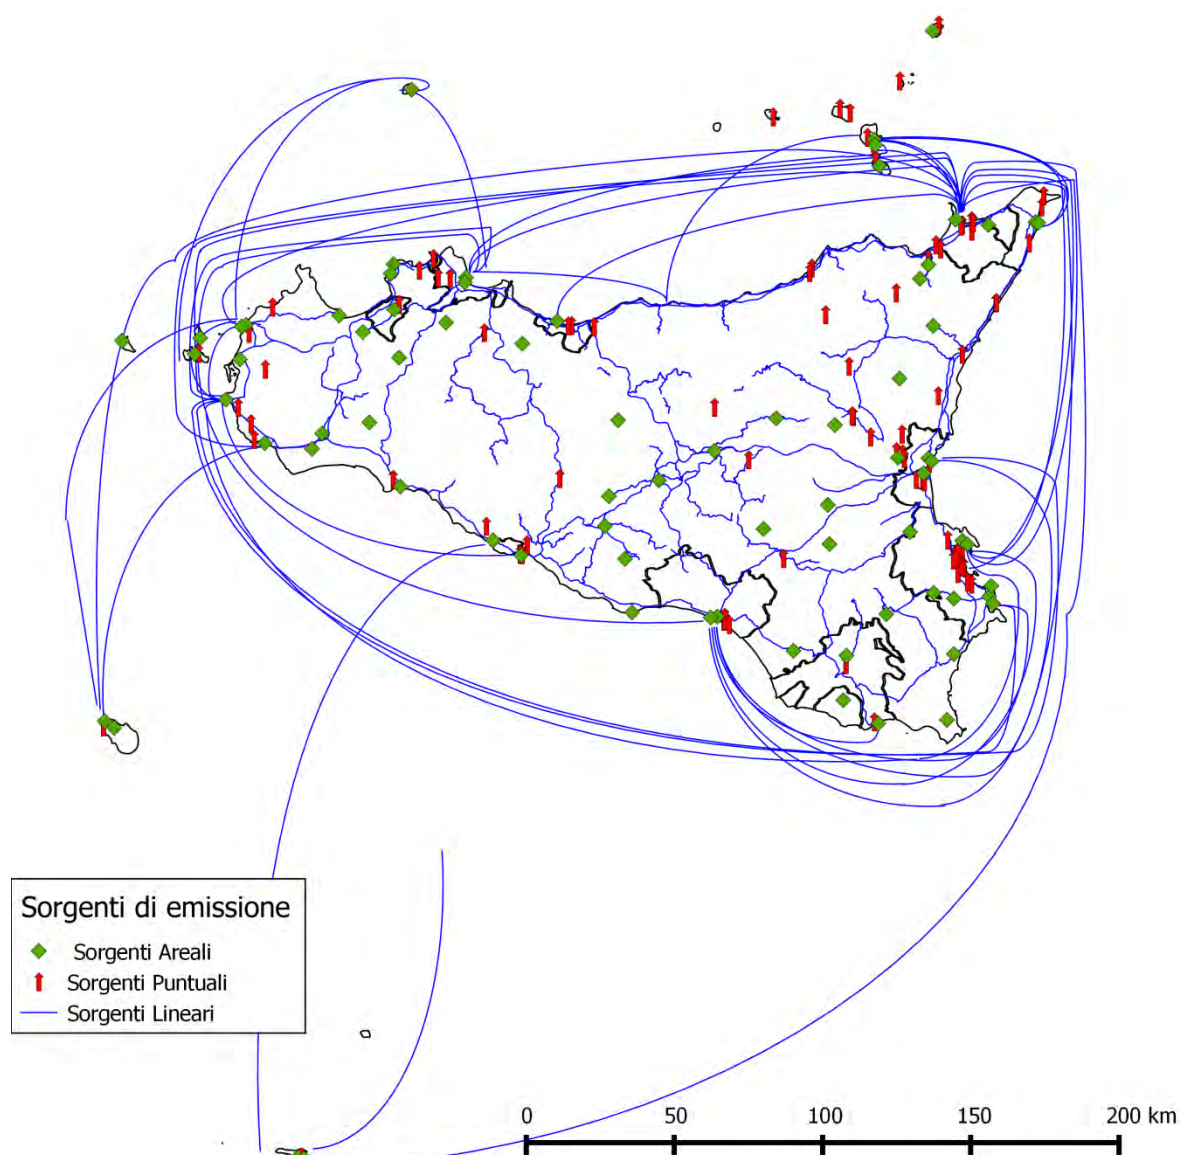 Sorgenti di emissione
Sorgenti Areali
Sorgenti Puntuali
Sorgenti Lineari
0 50 100 150 200 km